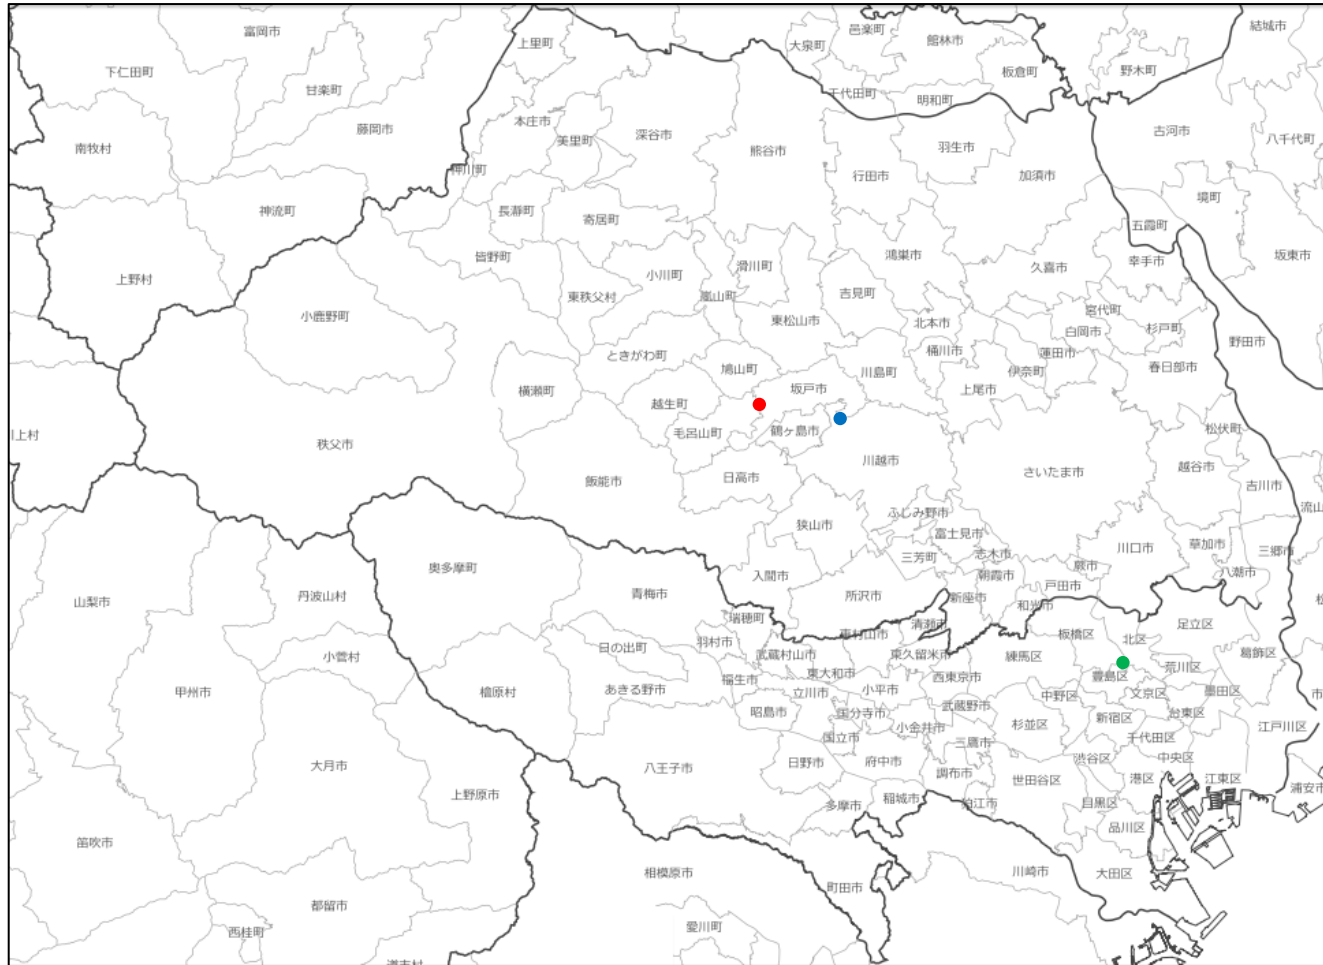 富岡市
上里町
大泉町
邑楽町
館林市
結城市
下仁田町
甘楽町
板倉町
野木町
千代田町
明和町
藤岡市
本庄市
美里町
深谷市
熊谷市
南牧村
羽生市
古河市
八千代町
神川町
行田市
加須市
神流町
長瀞町
寄居町
境町
五霞町
上野村
皆野町
小川町
滑川町
鴻巣市
久喜市
幸手市
坂東市
東秩父村
嵐山町
吉見町
小鹿野町
東松山市
北本市
宮代町
白岡市
杉戸町
野田市
ときがわ町
鳩山町
川島町
桶川市
蓮田市
伊奈町
春日部市
横瀬町
越生町
坂戸市
上尾市
川上村
秩父市
毛呂山町
鶴ヶ島市
松伏町
飯能市
日高市
川越市
さいたま市
越谷市
吉川市
流山
狭山市
ふじみ野市
富士見市
三芳町
志木市
川口市
草加市
三郷市
奥多摩町
入間市
朝霞市
蕨市
八潮市
山梨市
丹波山村
青梅市
所沢市
新座市
戸田市
和光市
松
瑞穂町
清瀬市
東村山市
板橋区
北区
足立区
小菅村
日の出町
羽村市
武蔵村山市
東久留米市
練馬区
葛飾区
甲州市
檜原村
あきる野市
福生市
東大和市
立川市
小平市
西東京市
豊島区
荒川区
中野区
文京区
墨田区
市
昭島市
国分寺市
武蔵野市
杉並区
新宿区
台東区
江戸川区
国立市
小金井市
三鷹市
千代田区
大月市
八王子市
日野市
府中市
調布市
世田谷区
渋谷区
中央区
上野原市
港区
江東区
浦安市
多摩市
稲城市
狛江市
目黒区
品川区
笛吹市
相模原市
町田市
川崎市
大田区
都留市
西桂町
愛川町
道志村